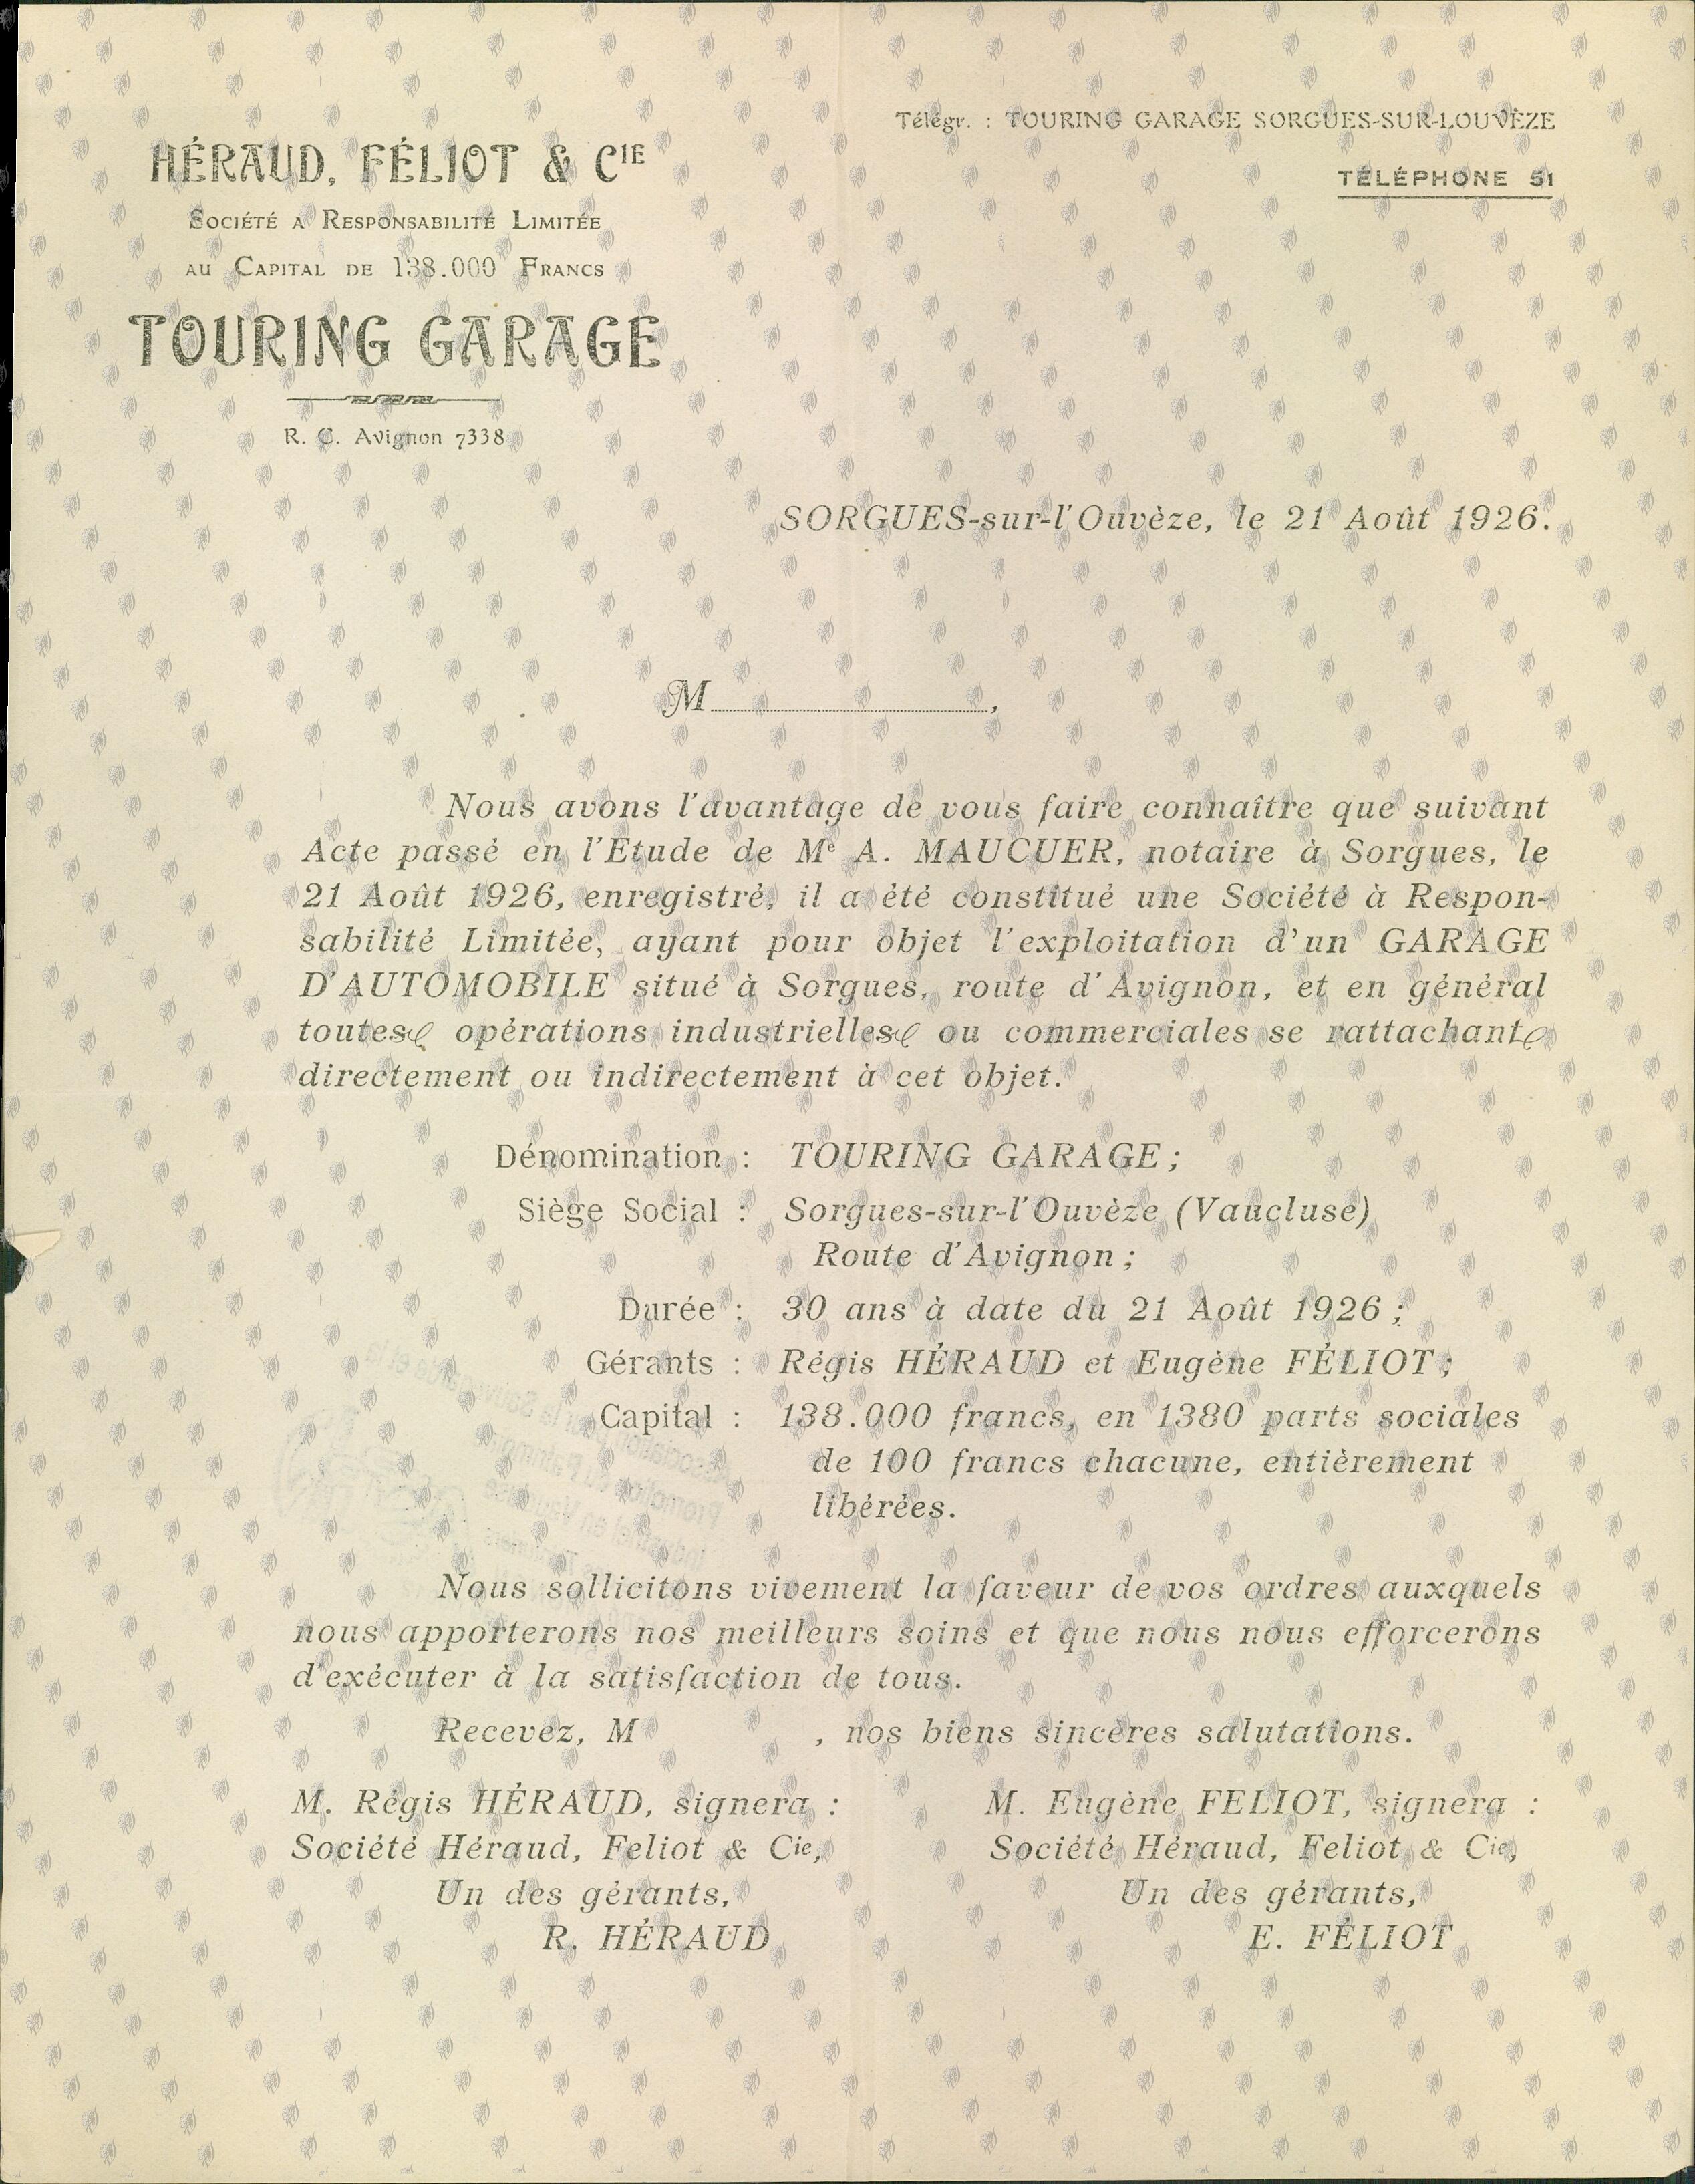 Télégr. : TOURING GARAGE SORGUES-SUR-LOUVÈZE
TÉLÉPHONE 51
HÉRAUD, FÉLIOT & CIE
SOCIÉTÉ A RESPONSABILITÉ LIMITÉE
AU CAPITAL DE 138.000 FRANCS
TOURING GARAGE
R. C. Avignon 7338
SORGUES-sur-l'Ouvèze, le 21 Août 1926.
M ,
Nous avons l'avantage de vous faire connaître que suivant
Acte passé en l'Etude de Me A. MAUCUER, notaire à Sorgues, le
21 Août 1926, enregistré, il a été constitué une Société à Respon-
sabilité Limitée, ayant pour objet l'exploitation d'un GARAGE
D'AUTOMOBILE situé à Sorgues, route d'Avignon, et en général
toutes opérations industrielles ou commerciales se rattachant
directement ou indirectement à cet objet.
Dénomination : TOURING GARAGE ;
Siège Social : Sorgues-sur-l'Ouvèze (Vaucluse)
Route d'Avignon ;
Durée : 30 ans à date du 21 Août 1926 ;
Gérants : Régis HÉRAUD et Eugène FÉLIOT ;
Capital : 138.000 francs, en 1380 parts sociales
de 100 francs chacune, entièrement
libérées.
Nous sollicitons vivement la faveur de vos ordres auxquels
nous apporterons nos meilleurs soins et que nous nous efforcerons
d'exécuter à la satisfaction de tous.
Recevez, M , nos biens sincères salutations.
M. Régis HÉRAUD, signera :
Société Héraud, Feliot & Cie,
Un des gérants,
R. HÉRAUD
M. Eugène FELIOT, signera :
Société Héraud, Feliot & Cie,
Un des gérants,
E. FÉLIOT